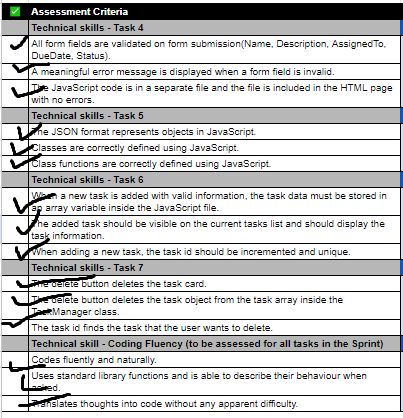 Assessment Criteria
Technical skills - Task 4
All form fields are validated on form submission(Name, Description, AssignedTo,
DueDate, Status).
A meaningful error message is displayed when a form field is invalid.
The JavaScript code is in a separate file and the file is included in the HTML page
with no errors.
Technical skills - Task 5
The JSON format represents objects in JavaScript.
Classes are correctly defined using JavaScript.
Class functions are correctly defined using JavaScript.
Technical skills - Task 6
When a new task is added with valid information, the task data must be stored in
an array variable inside the JavaScript file.
The added task should be visible on the current tasks list and should display the
task information.
When adding a new task, the task id should be incremented and unique.
Technical skills - Task 7
The delete button deletes the task card.
The delete button deletes the task object from the task array inside the
TaskManager class.
The task id finds the task that the user wants to delete.
Technical skill - Coding Fluency (to be assessed for all tasks in the Sprint)
Codes fluently and naturally.
Uses standard library functions and is able to describe their behaviour when
asked.
Translates thoughts into code without any apparent difficulty.